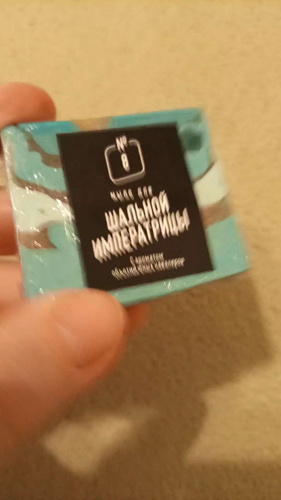 №
8
МЫЛО ДЛЯ
ШАЛЬНОЙ
ИМПЕРАТРИЦЫ
С ароматом